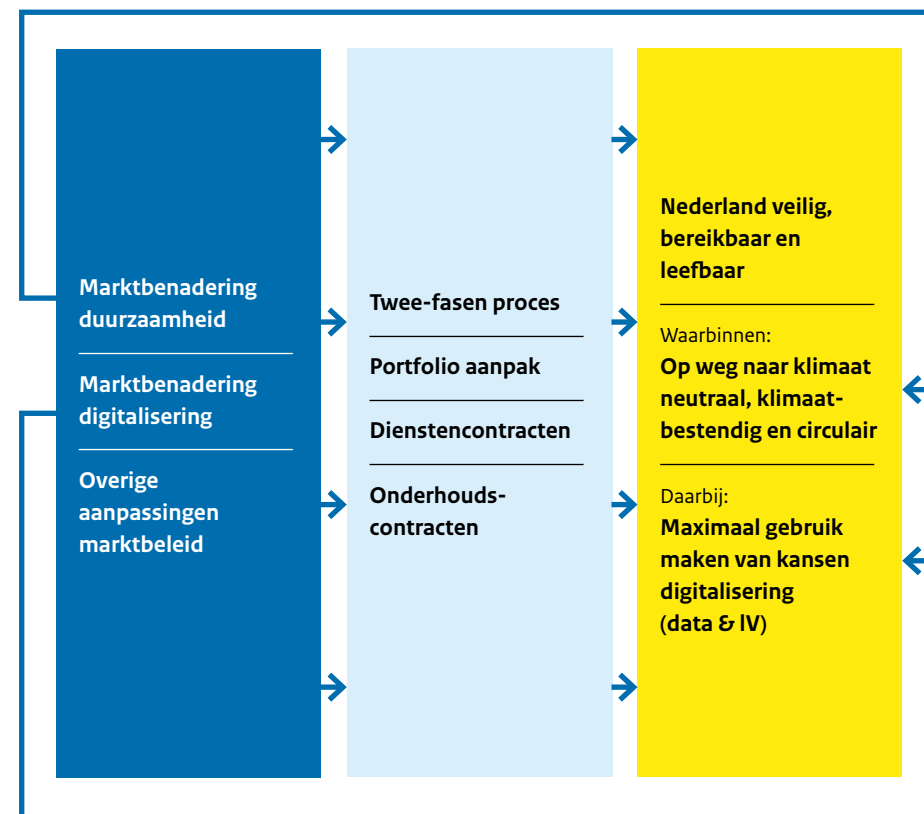 Marktbenadering
duurzaamheid
Marktbenadering
digitalisering
Overige
aanpassingen
marktbeleid
Twee-fasen proces
Portfolio aanpak
Dienstencontracten
Onderhouds-
contracten
Nederland veilig,
bereikbaar en
leefbaar
Waarbinnen:
Op weg naar klimaat
neutraal, klimaat-
bestendig en circulair
Daarbij:
Maximaal gebruik
maken van kansen
digitalisering
(data & IV)